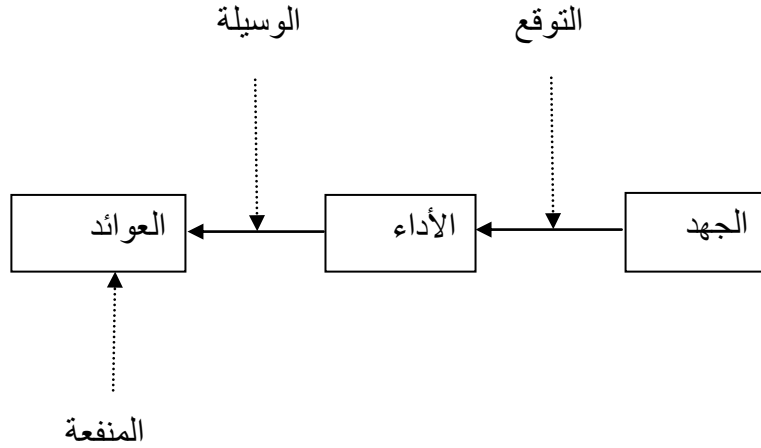 التوقع
الوسيلة
الجهد
الأداء
العوائد
المنفعة